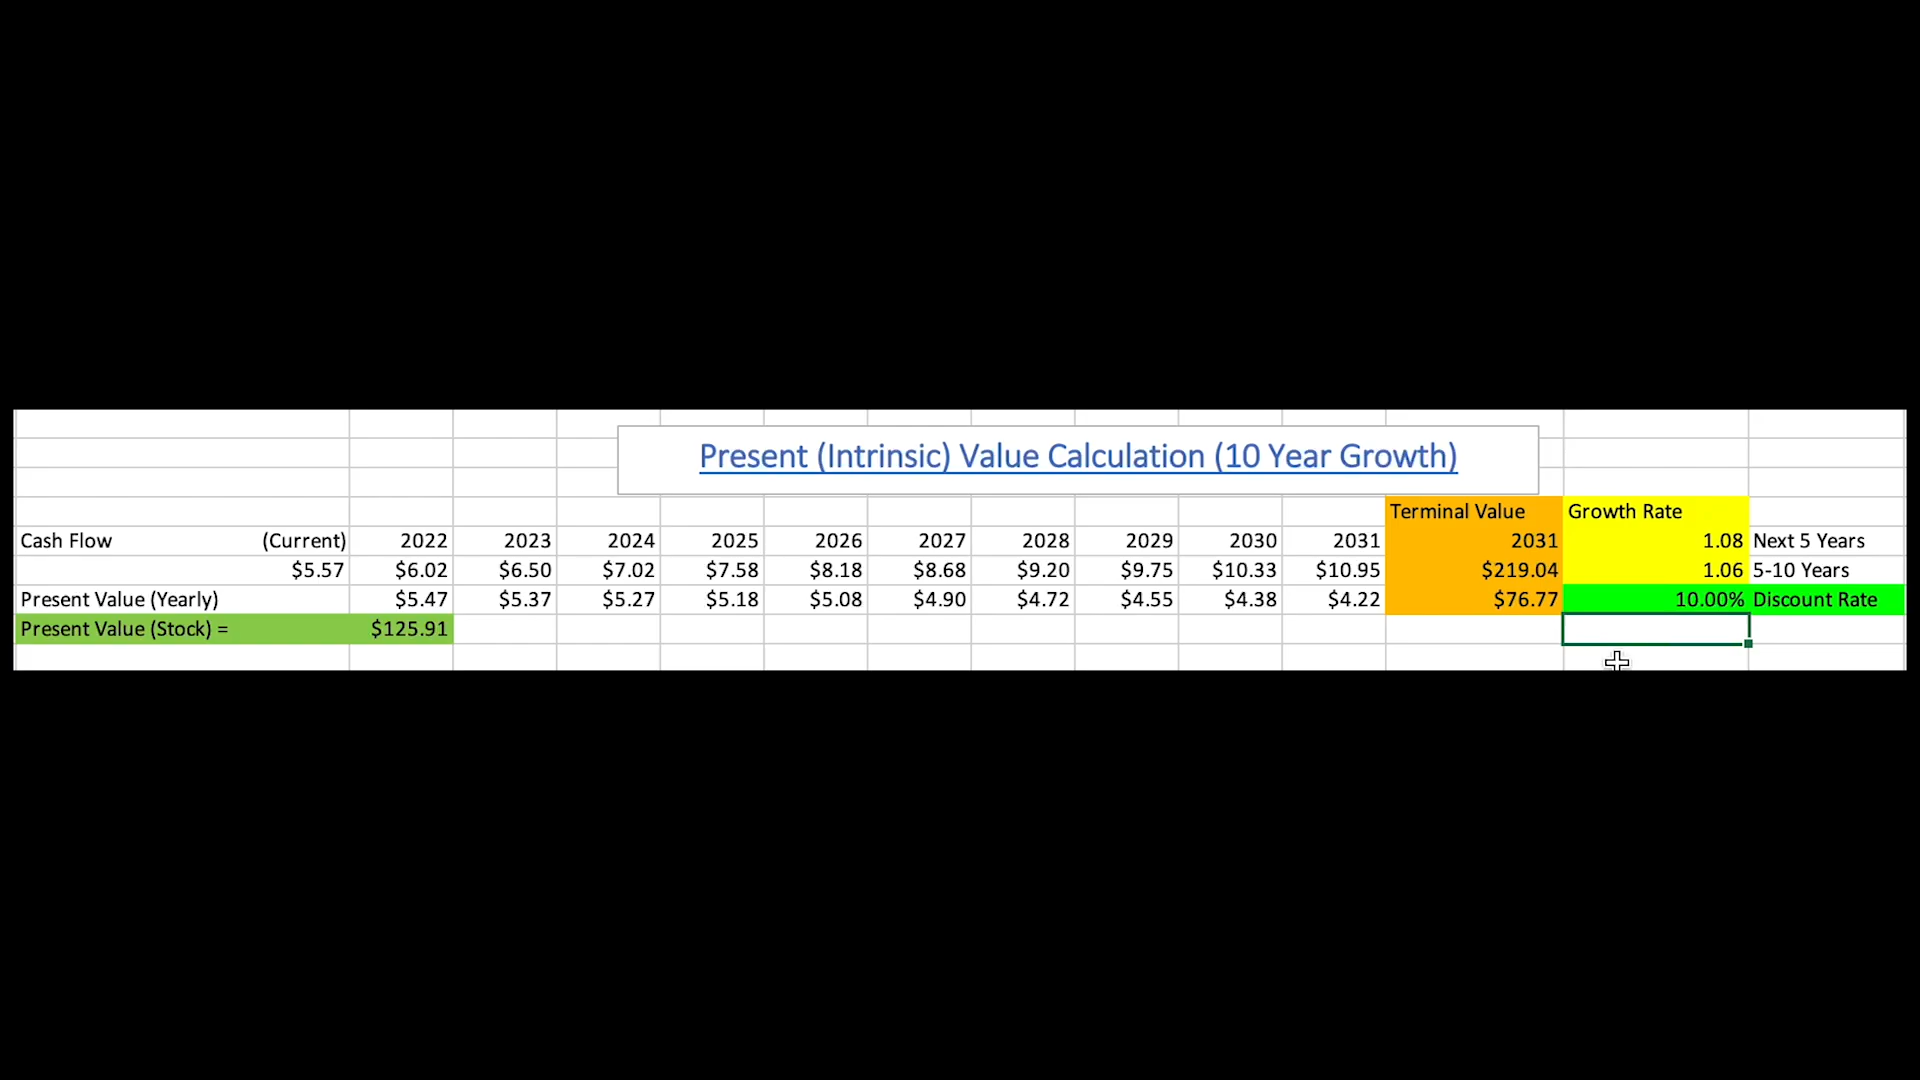 Present (Intrinsic) Value Calculation (10 Year Growth)
Terminal Value Growth Rate
Cash Flow (Current) 2022 2023 2024 2025 2026 2027 2028 2029 2030 2031 2031 1.08 Next 5 Years
$5.57 $6.02 $6.50 $7.02 $7.58 $8.18 $8.68 $9.20 $9.75 $10.33 $10.95 $219.04 1.06 5-10 Years
Present Value (Yearly) $5.47 $5.37 $5.27 $5.18 $5.08 $4.90 $4.72 $4.55 $4.38 $4.22 $76.77 10.00% Discount Rate
Present Value (Stock) = $125.91